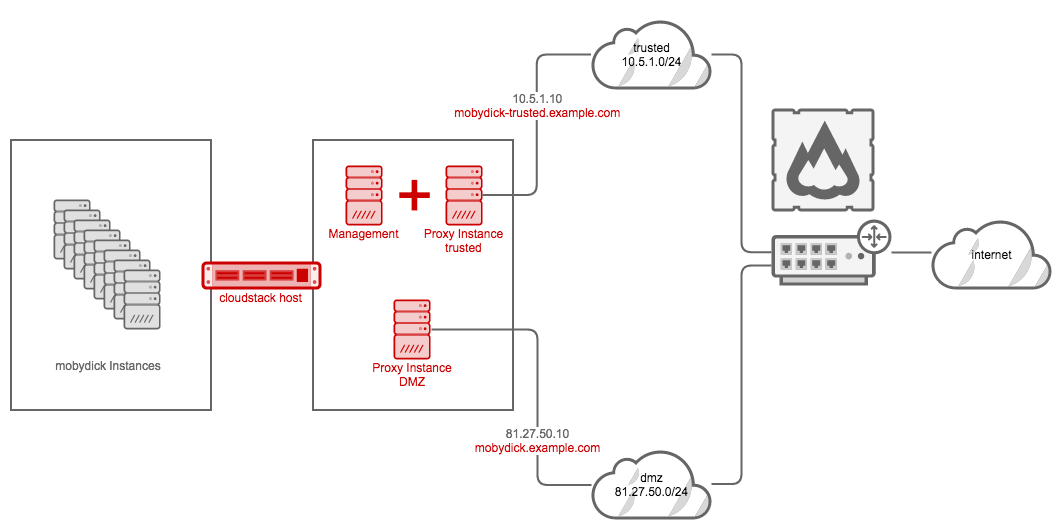 trusted
10.5.1.0/24
10.5.1.10
mobydick-trusted.example.com
Management
Proxy Instance
trusted
cloudstack host
internet
Proxy Instance
DMZ
mobydick Instances
81.27.50.10
mobydick.example.com
dmz
81.27.50.0/24